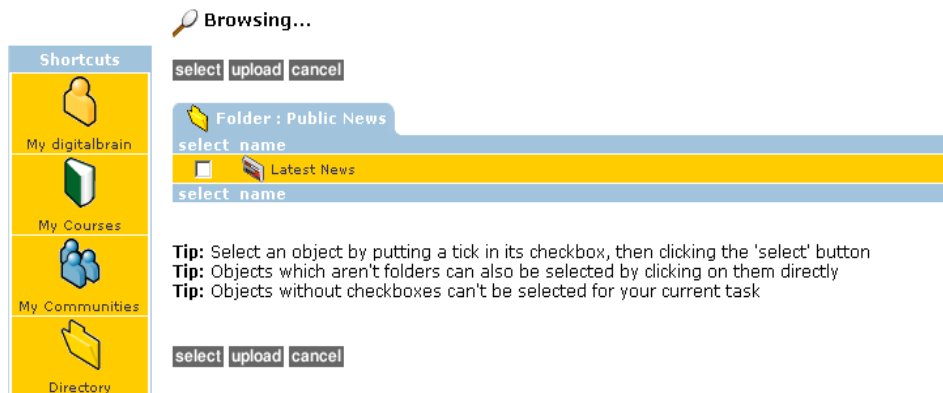 Browsing...
Shortcuts
My digitalbrain
My Courses
My Communities
Directory
select upload cancel
Folder : Public News
select name
Latest News
select name
Tip: Select an object by putting a tick in its checkbox, then clicking the 'select' button
Tip: Objects which aren't folders can also be selected by clicking on them directly
Tip: Objects without checkboxes can't be selected for your current task
select upload cancel